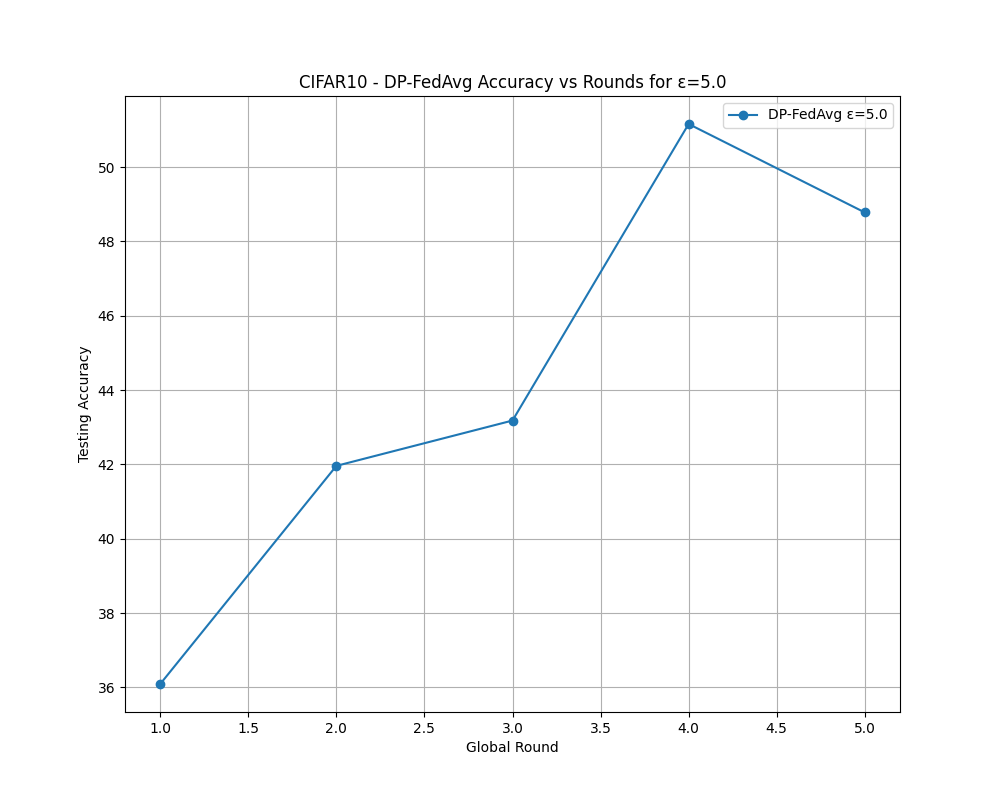 CIFAR10 - DP-FedAvg Accuracy vs Rounds for ε=5.0
DP-FedAvg ε=5.0
Testing Accuracy
50
48
46
44
42
40
38
36
1.0 1.5 2.0 2.5 3.0 3.5 4.0 4.5 5.0
Global Round